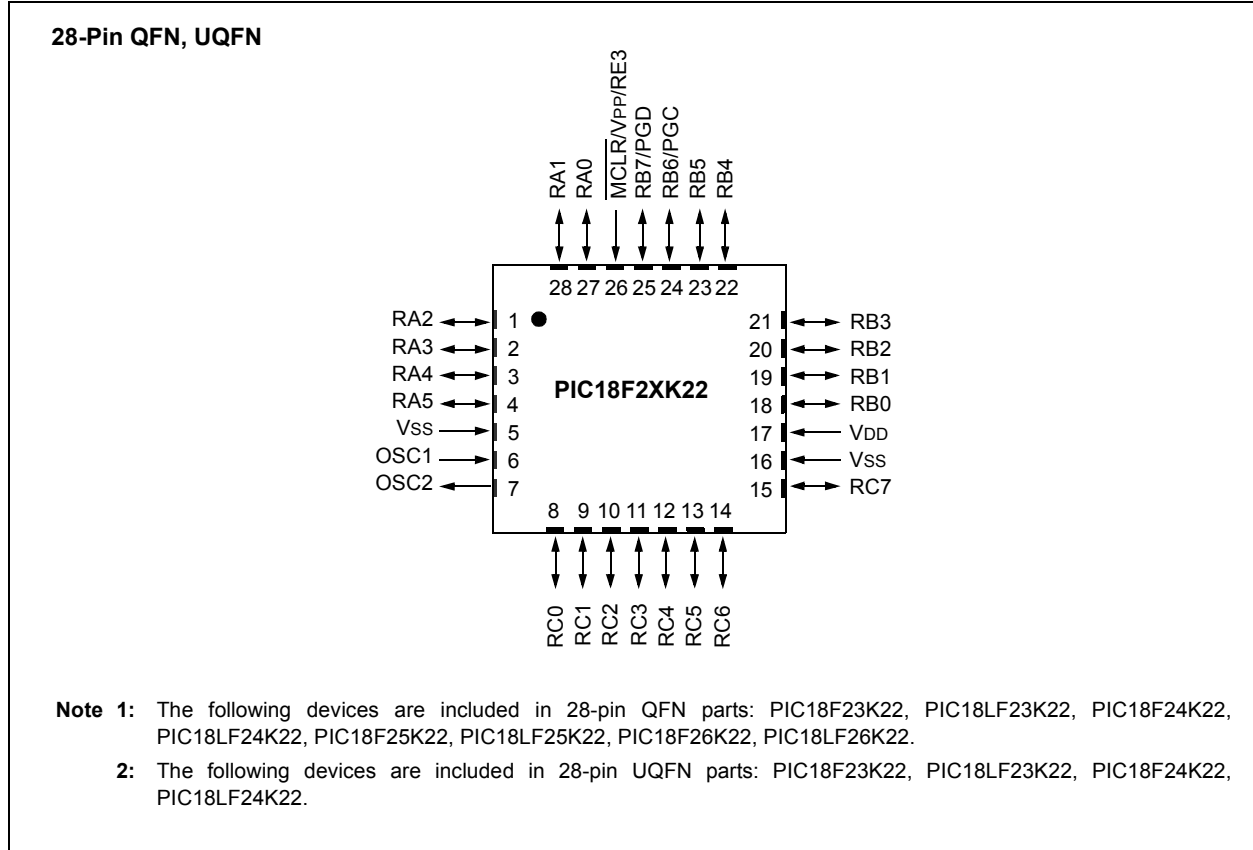 28-Pin QFN, UQFN
RA1
RA0
MCLR/VPP/RE3
RB7/PGD
RB6/PGC
RB5
RB4
28 27 26 25 24 23 22
RA2 1
RA3 2
RA4 3
RA5 4
VSS 5
OSC1 6
OSC2 7
PIC18F2XK22
21 RB3
20 RB2
19 RB1
18 RB0
17 VDD
16 VSS
15 RC7
8 9 10 11 12 13 14
RC0
RC1
RC2
RC3
RC4
RC5
RC6
Note 1: The following devices are included in 28-pin QFN parts: PIC18F23K22, PIC18LF23K22, PIC18F24K22,
PIC18LF24K22, PIC18F25K22, PIC18LF25K22, PIC18F26K22, PIC18LF26K22.
2: The following devices are included in 28-pin UQFN parts: PIC18F23K22, PIC18LF23K22, PIC18F24K22,
PIC18LF24K22.